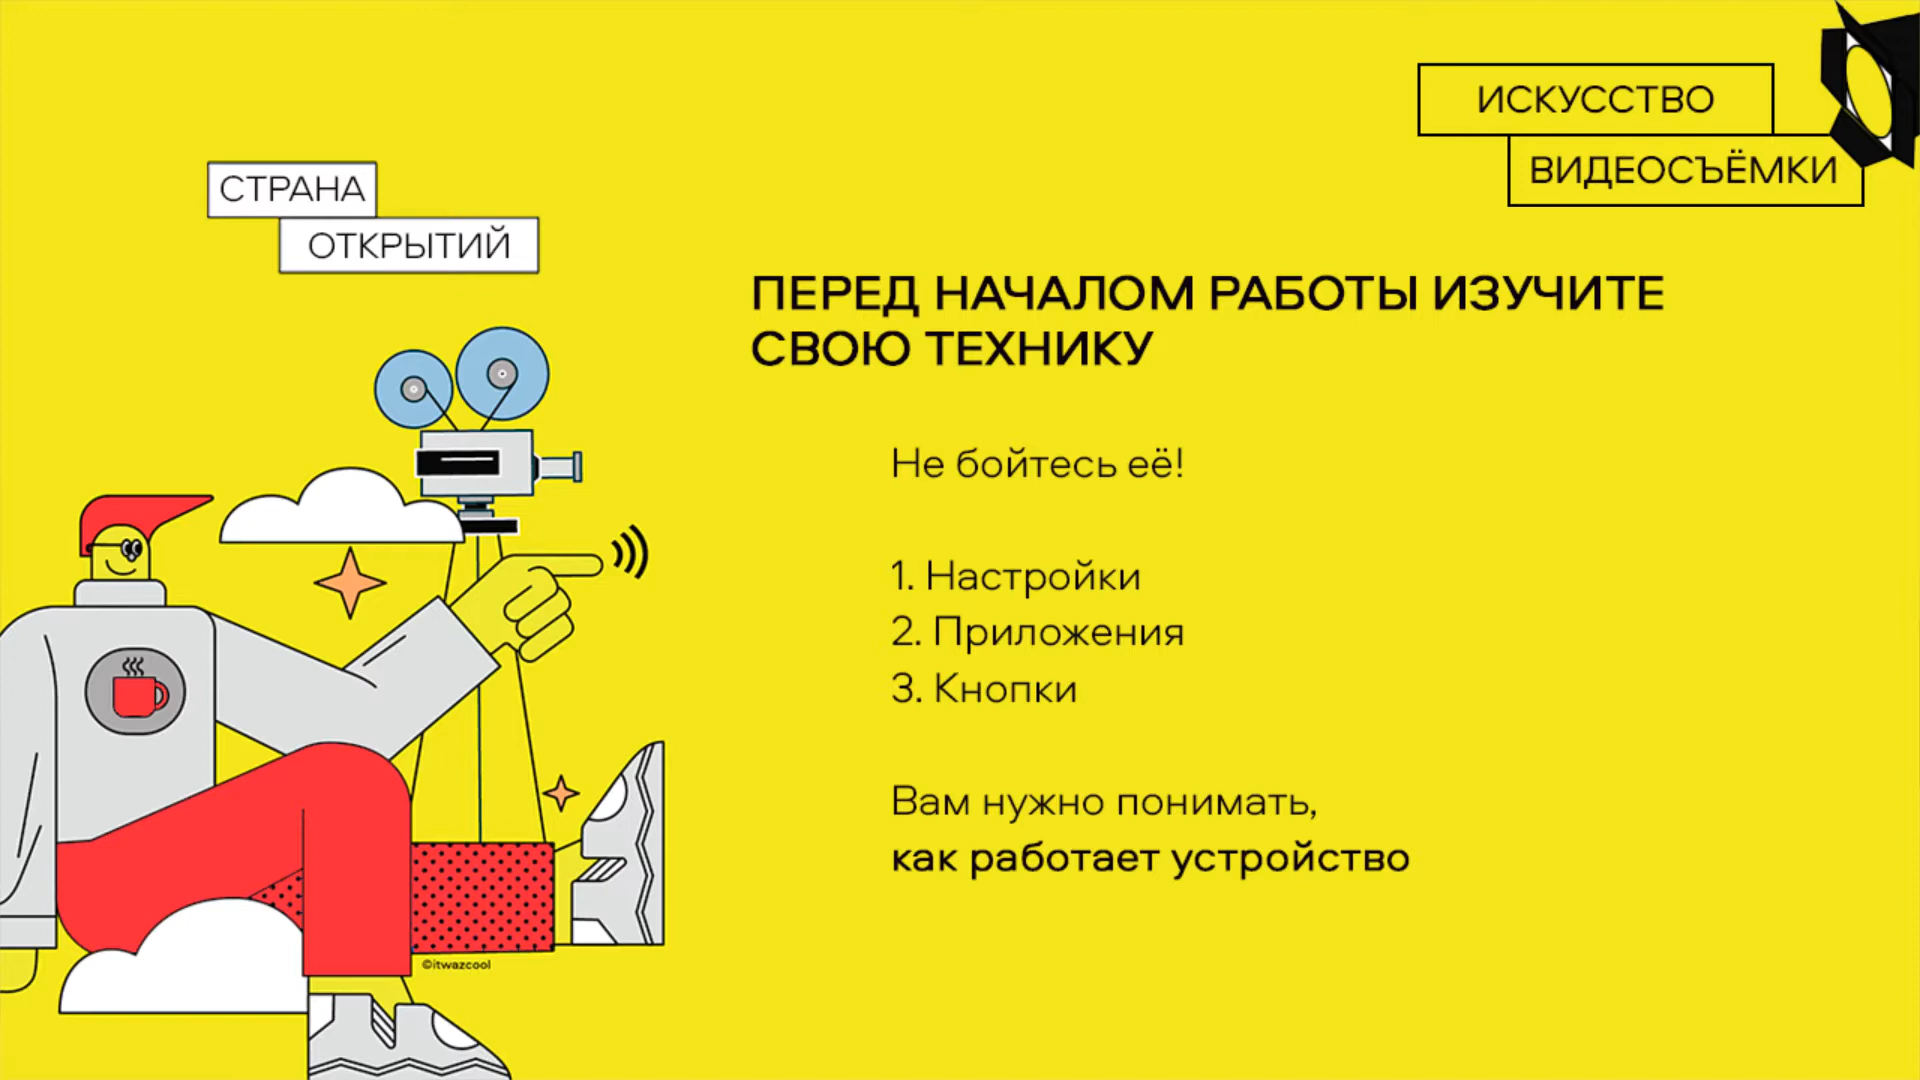 ИСКУССТВО
ВИДЕОСЪЁМКИ
СТРАНА
ОТКРЫТИЙ
ПЕРЕД НАЧАЛОМ РАБОТЫ ИЗУЧИТЕ
СВОЮ ТЕХНИКУ
Не бойтесь её!
1. Настройки
2. Приложения
3. Кнопки
Вам нужно понимать,
как работает устройство
©itwazcool